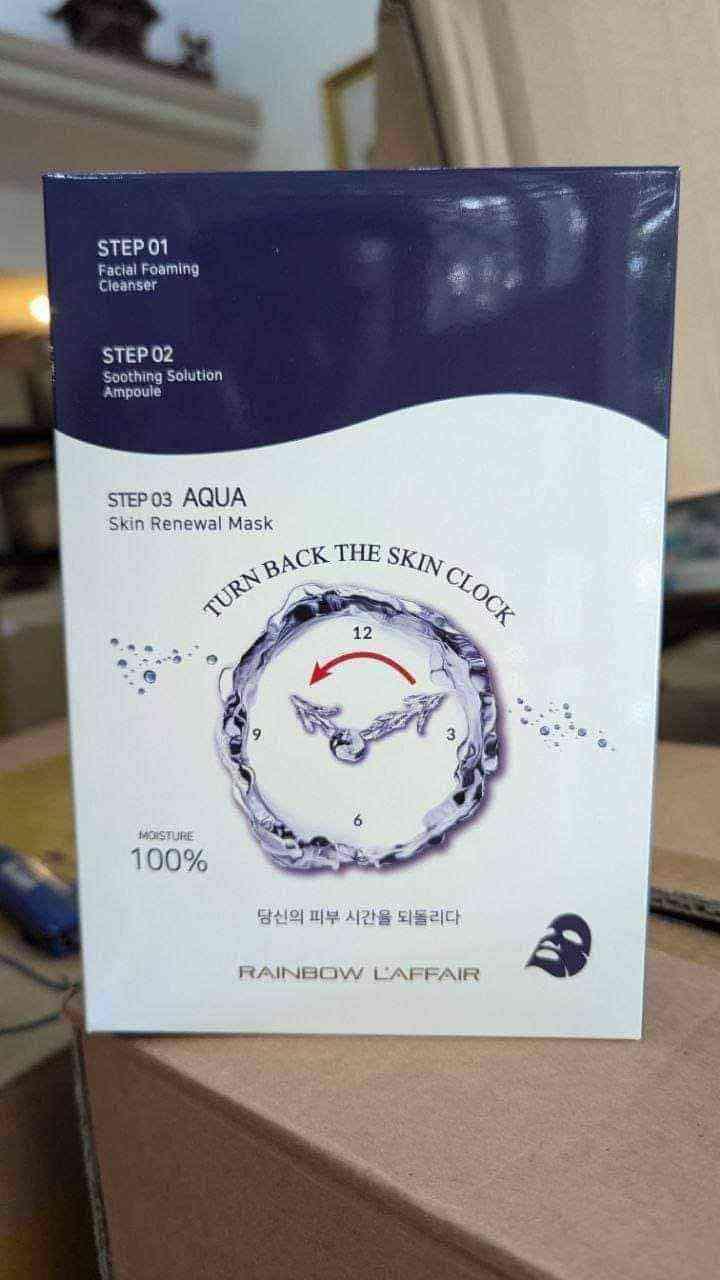 STEP 01
Facial Foaming
Cleanser
STEP 02
Soothing Solution
Ampoule
STEP 03 AQUA
Skin Renewal Mask
TURN BACK THE SKIN CLOCK
12
9
3
6
MOISTURE
100%
당신의 피부 시간을 되돌리다
RAINBOW L'AFFAIR